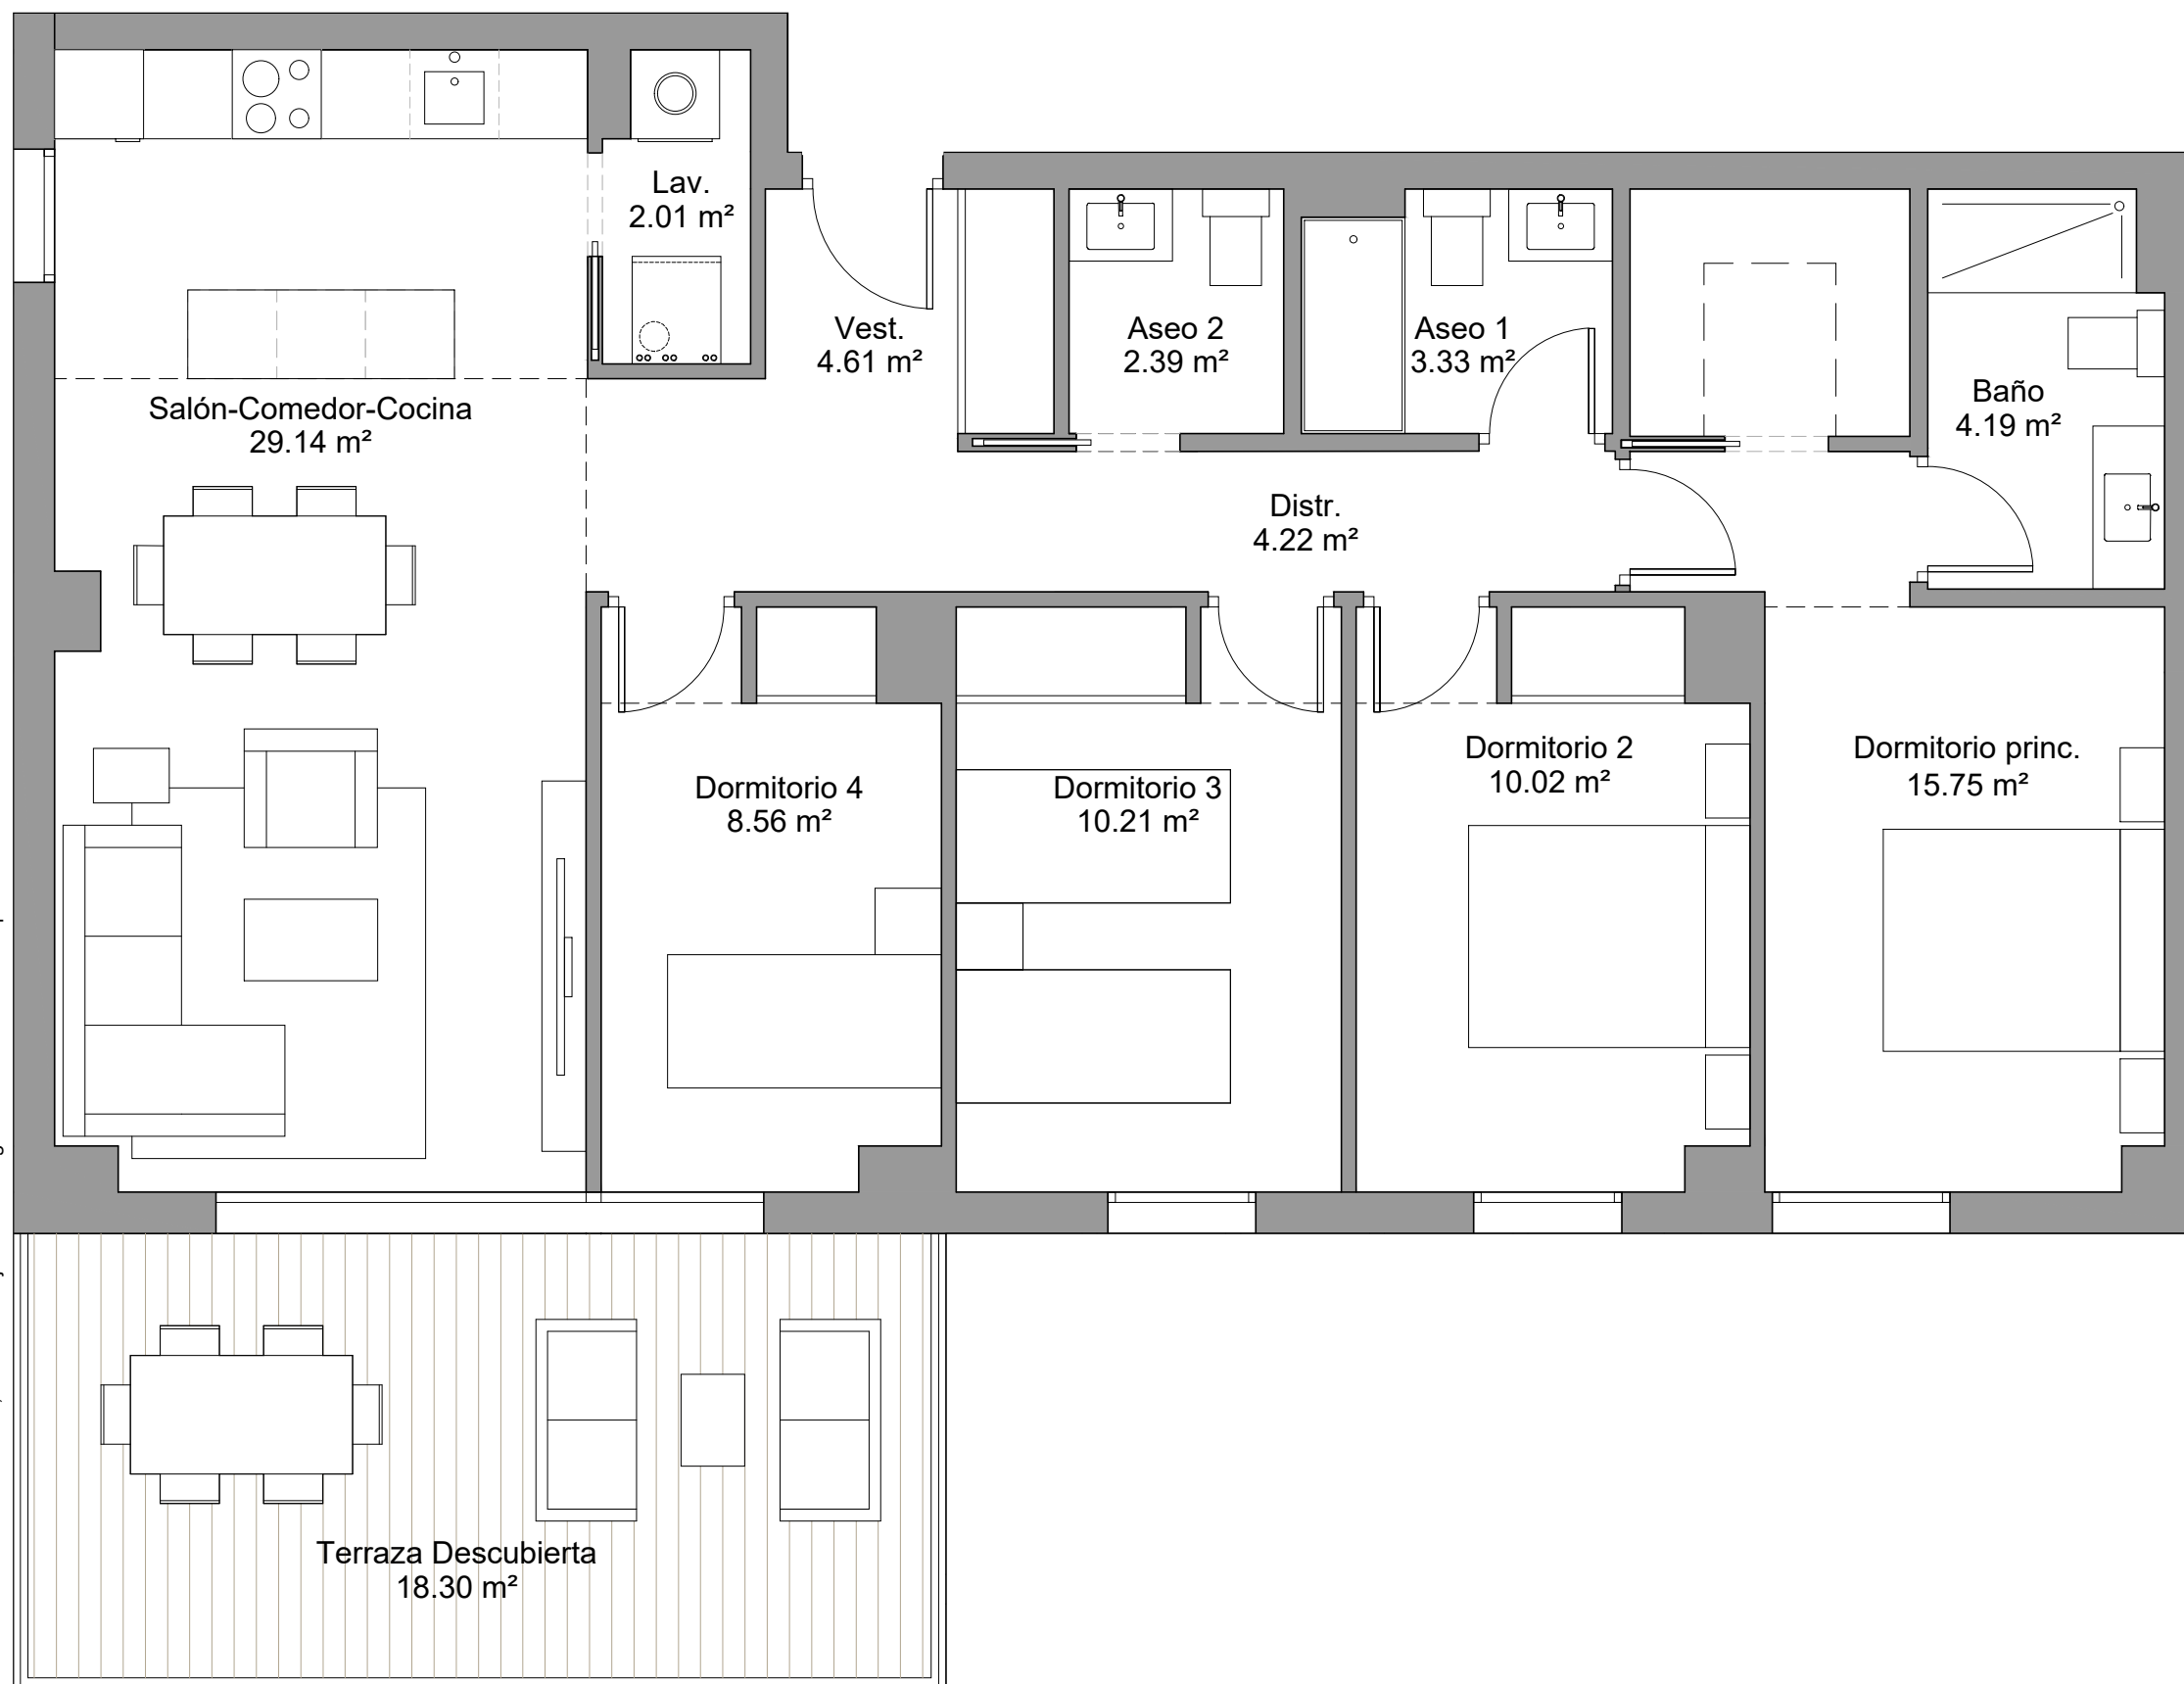 Lav.
2.01 m²
Vest.
4.61 m²
Aseo 2
2.39 m²
Aseo 1
3.33 m²
Baño
4.19 m²
Salón-Comedor-Cocina
29.14 m²
Distr.
4.22 m²
Dormitorio 4
8.56 m²
Dormitorio 3
10.21 m²
Dormitorio 2
10.02 m²
Dormitorio princ.
15.75 m²
Terraza Descubierta
18.30 m²